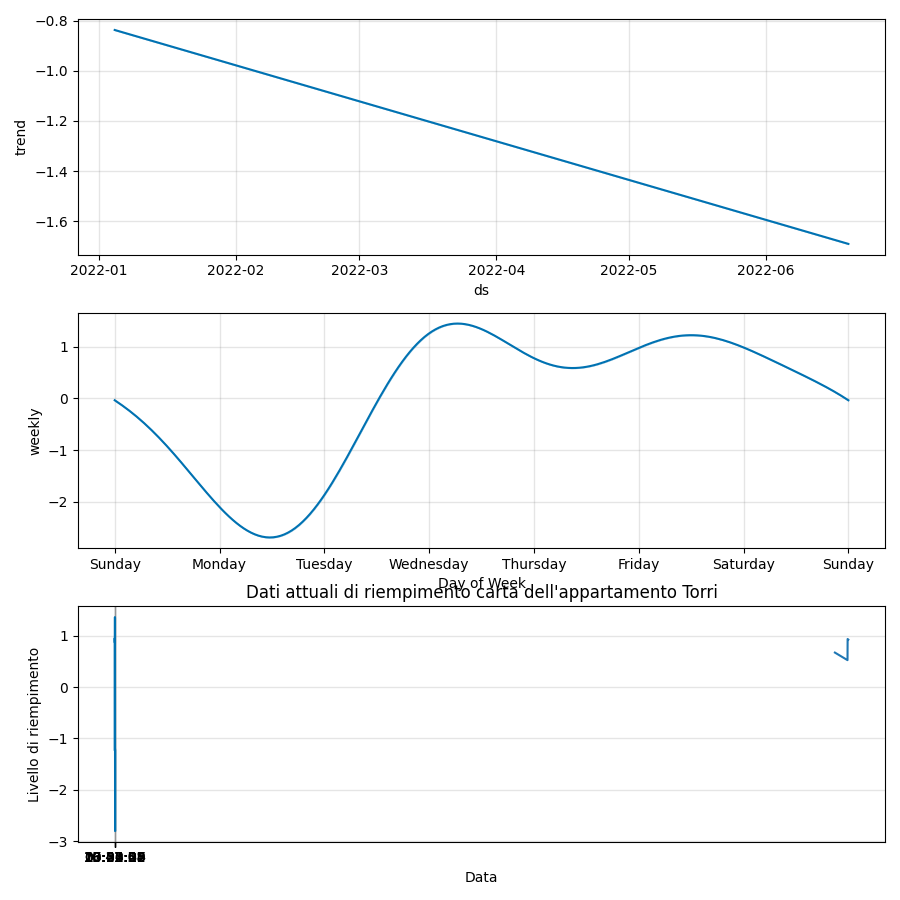 −0.8
−1.0
−1.2
−1.4
−1.6
trend
2022-01 2022-02 2022-03 2022-04 2022-05 2022-06
ds
1
0
−1
−2
weekly
Sunday Monday Tuesday Wednesday Thursday Friday Saturday Sunday
Day of Week
Dati attuali di riempimento carta dell'appartamento Torri
1
0
−1
−2
−3
Livello di riempimento
Data